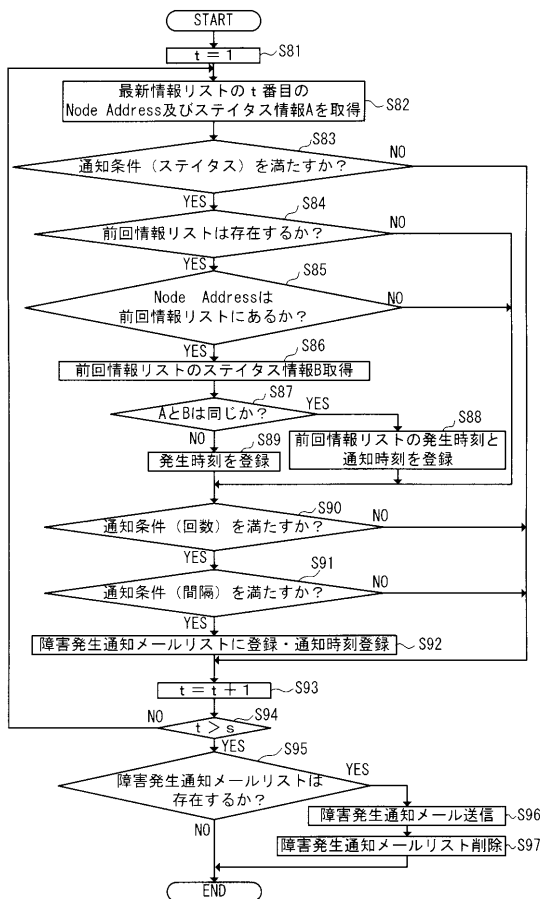 START
t = 1
S81
最新情報リストの t 番目の
Node Address及びステイタス情報Aを取得
S82
S83
通知条件（ステイタス）を満たすか？
NO
YES
S84
前回情報リストは存在するか？
NO
YES
S85
Node Addressは
前回情報リストにあるか？
NO
YES
S86
前回情報リストのステイタス情報B取得
S87
AとBは同じか？
YES
NO
S88
前回情報リストの発生時刻と
通知時刻を登録
S89
発生時刻を登録
S90
通知条件（回数）を満たすか？
NO
YES
S91
通知条件（間隔）を満たすか？
NO
YES
障害発生通知メールリストに登録・通知時刻登録
S92
t = t + 1
S93
S94
t > s
NO
YES
S95
障害発生通知メールリストは
存在するか？
YES
NO
障害発生通知メール送信
S96
障害発生通知メールリスト削除
S97
END